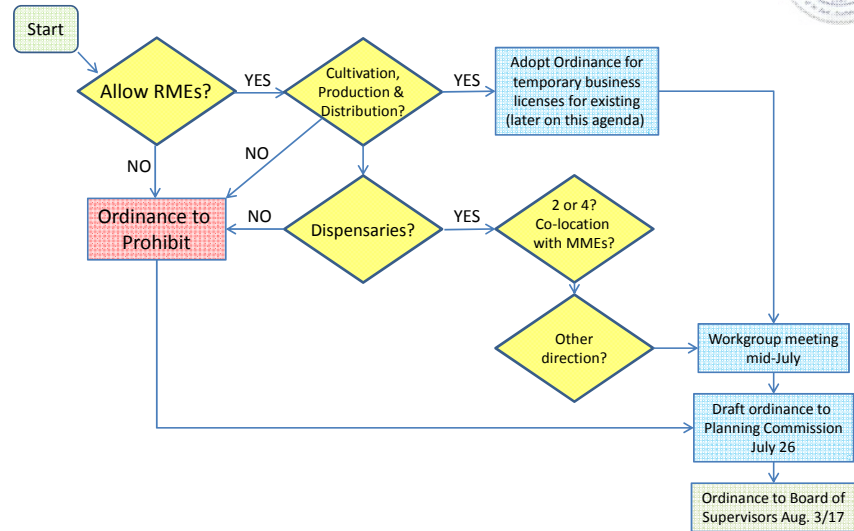 Start
Allow RMEs?
YES
Cultivation,
Production &
Distribution?
YES
Adopt Ordinance for
temporary business
licenses for existing
(later on this agenda)
NO
NO
Ordinance to
Prohibit
NO
Dispensaries?
YES
2 or 4?
Co-location
with MMEs?
Other
direction?
Workgroup meeting
mid-July
Draft ordinance to
Planning Commission
July 26
Ordinance to Board of
Supervisors Aug. 3/17